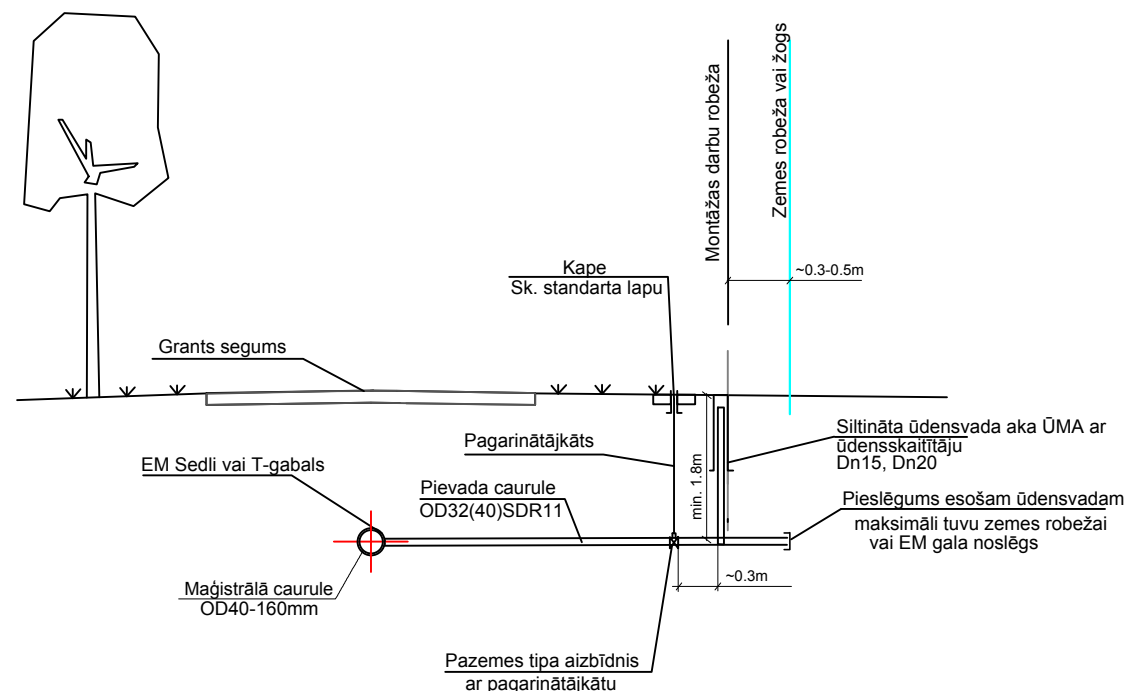 Montāžas darbu robeža
Zemes robeža vai žogs
~0.3-0.5m
Kape
Sk. standarta lapu
Grants segums
Pagarinātājkāts
min. 1.8m
Siltināta ūdensvada aka ŪMA ar
ūdensskaitītāju
Dn15, Dn20
EM Sedli vai T-gabals
Pievada caurule
OD32(40)SDR11
Pieslēgums esošam ūdensvadam
maksimāli tuvu zemes robežai
vai EM gala noslēgs
~0.3m
Maģistrālā caurule
OD40-160mm
Pazemes tipa aizbīdnis
ar pagarinātājkātu